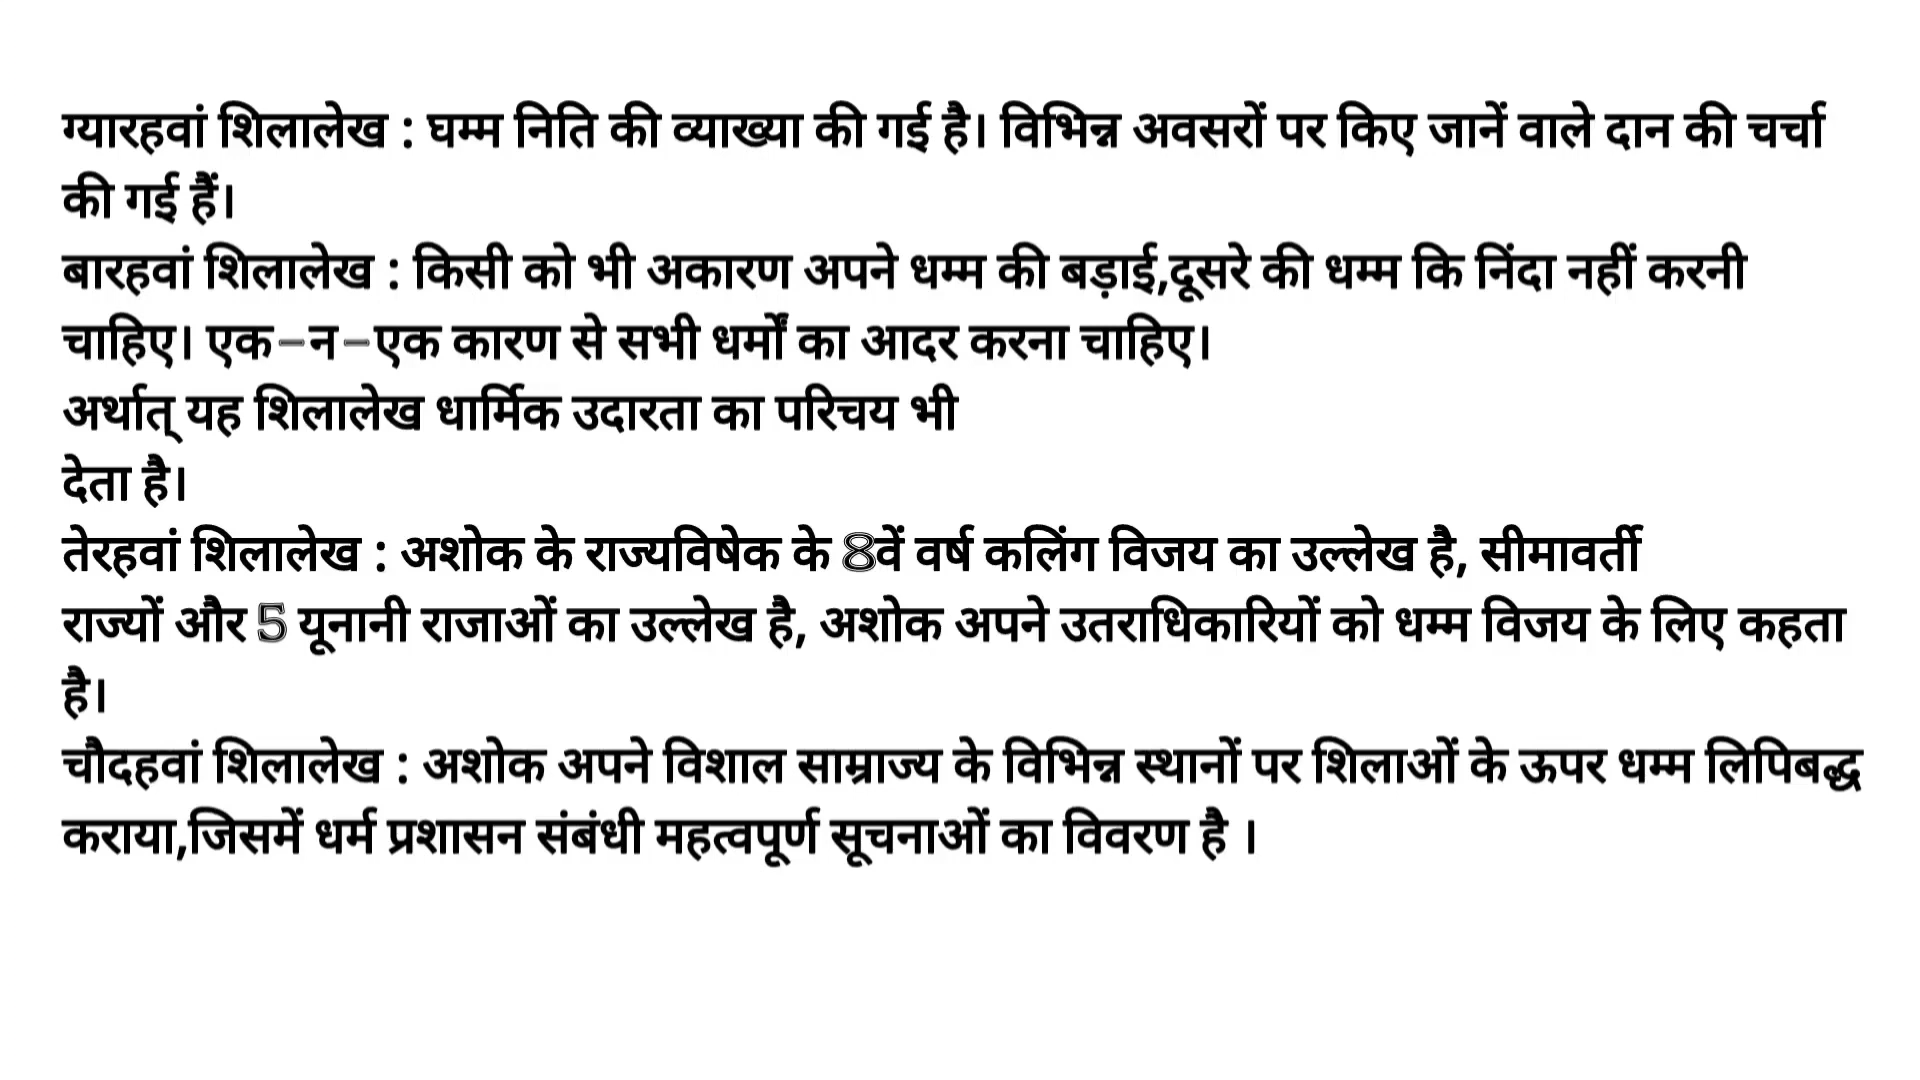 ग्यारहवां शिलालेख : घम्म निति की व्याख्या की गई है। विभिन्न अवसरों पर किए जानें वाले दान की चर्चा
की गई हैं।
बारहवां शिलालेख : किसी को भी अकारण अपने धम्म की बड़ाई,दूसरे की धम्म कि निंदा नहीं करनी
चाहिए। एक-न-एक कारण से सभी धर्मों का आदर करना चाहिए।
अर्थात् यह शिलालेख धार्मिक उदारता का परिचय भी
देता है।
तेरहवां शिलालेख : अशोक के राज्यविषेक के 8वें वर्ष कलिंग विजय का उल्लेख है, सीमावर्ती
राज्यों और 5 यूनानी राजाओं का उल्लेख है, अशोक अपने उतराधिकारियों को धम्म विजय के लिए कहता
है।
चौदहवां शिलालेख : अशोक अपने विशाल साम्राज्य के विभिन्न स्थानों पर शिलाओं के ऊपर धम्म लिपिबद्ध
कराया,जिसमें धर्म प्रशासन संबंधी महत्वपूर्ण सूचनाओं का विवरण है ।